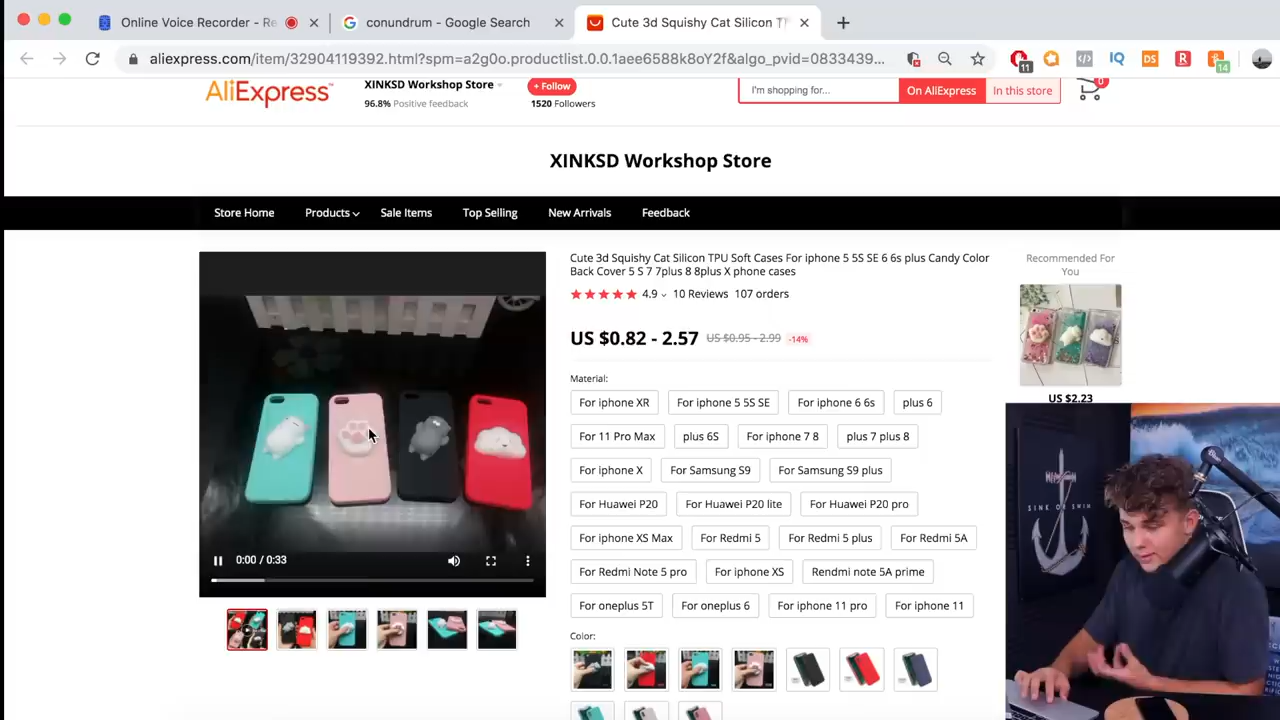 Online Voice Recorder - Re
conundrum - Google Search
Cute 3d Squishy Cat Silicon
aliexpress.com/item/32904119392.html?spm=a2g0o.productlist.0.0.1aee6588k8oY2f&algo_pvid=0833439...
11
IQ
DS
R
14
AliExpress
XINKSD Workshop Store
96.8% Positive feedback
+ Follow
1520 Followers
I'm shopping for...
On AliExpress
In this store
0
XINKSD Workshop Store
Store Home
Products
Sale Items
Top Selling
New Arrivals
Feedback
Cute 3d Squishy Cat Silicon TPU Soft Cases For iphone 5 5S SE 6 6s plus Candy Color
Back Cover 5 S 7 7plus 8 8plus X phone cases
4.9 10 Reviews 107 orders
US $0.82 - 2.57 US $0.95 - 2.99 -14%
Material:
For iphone XR
For iphone 5 5S SE
For iphone 6 6s
plus 6
For 11 Pro Max
plus 6S
For iphone 7 8
plus 7 plus 8
For iphone X
For Samsung S9
For Samsung S9 plus
For Huawei P20
For Huawei P20 lite
For Huawei P20 pro
For iphone XS Max
For Redmi 5
For Redmi 5 plus
For Redmi 5A
For Redmi Note 5 pro
For iphone XS
Rendmi note 5A prime
For oneplus 5T
For oneplus 6
For iphone 11 pro
For iphone 11
Color:
0:00 / 0:33
Recommended For
You
US $2.23
SINK OR SWIM